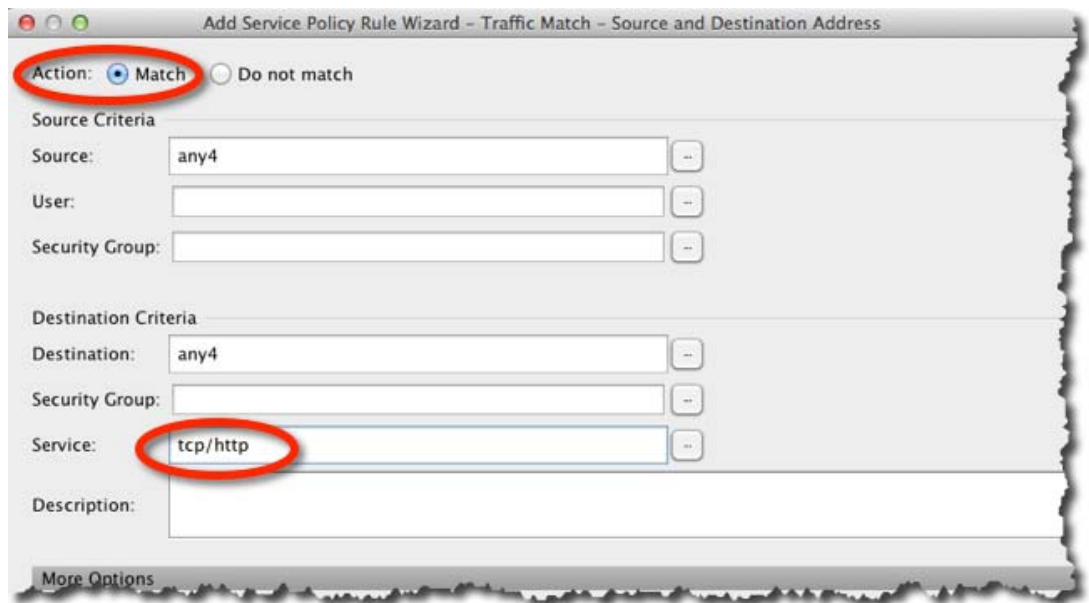 Add Service Policy Rule Wizard – Traffic Match – Source and Destination Address
Action: Match Do not match
Source Criteria
Source: any4 ...
User: ...
Security Group: ...
Destination Criteria
Destination: any4 ...
Security Group: ...
Service: tcp/http ...
Description:
More Options